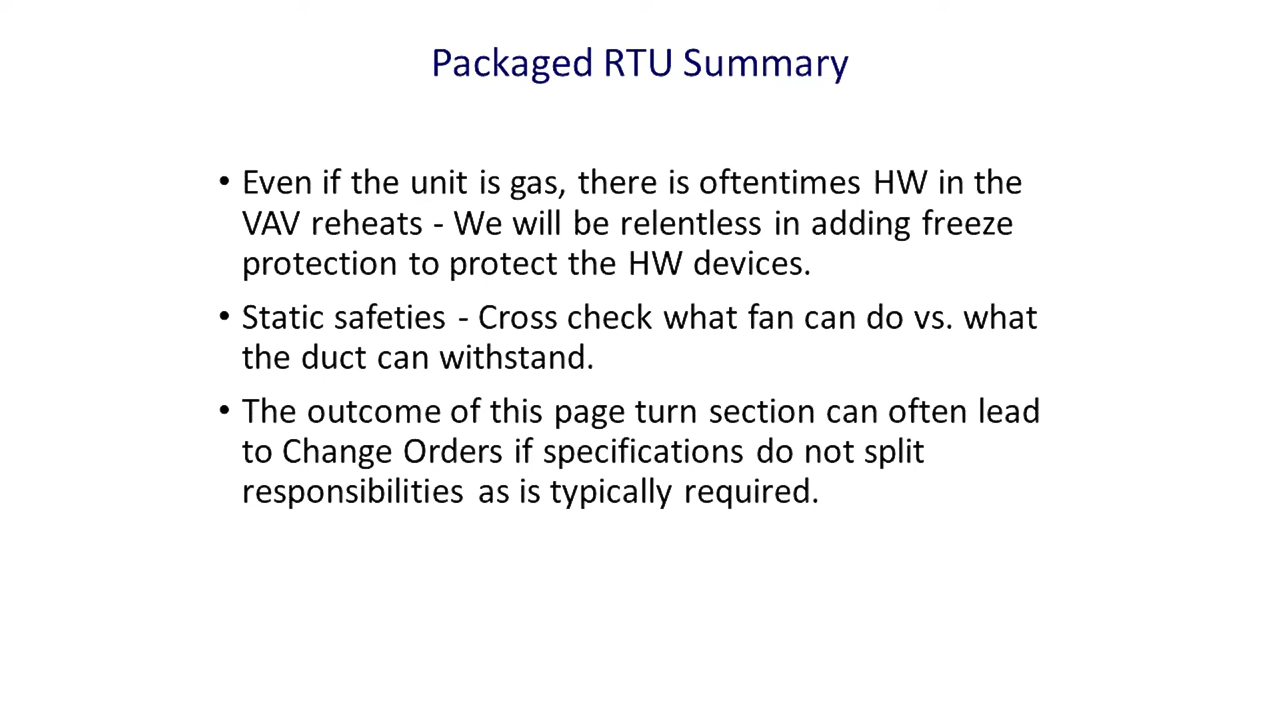 Packaged RTU Summary
• Even if the unit is gas, there is oftentimes HW in the
VAV reheats - We will be relentless in adding freeze
protection to protect the HW devices.
• Static safeties - Cross check what fan can do vs. what
the duct can withstand.
• The outcome of this page turn section can often lead
to Change Orders if specifications do not split
responsibilities as is typically required.